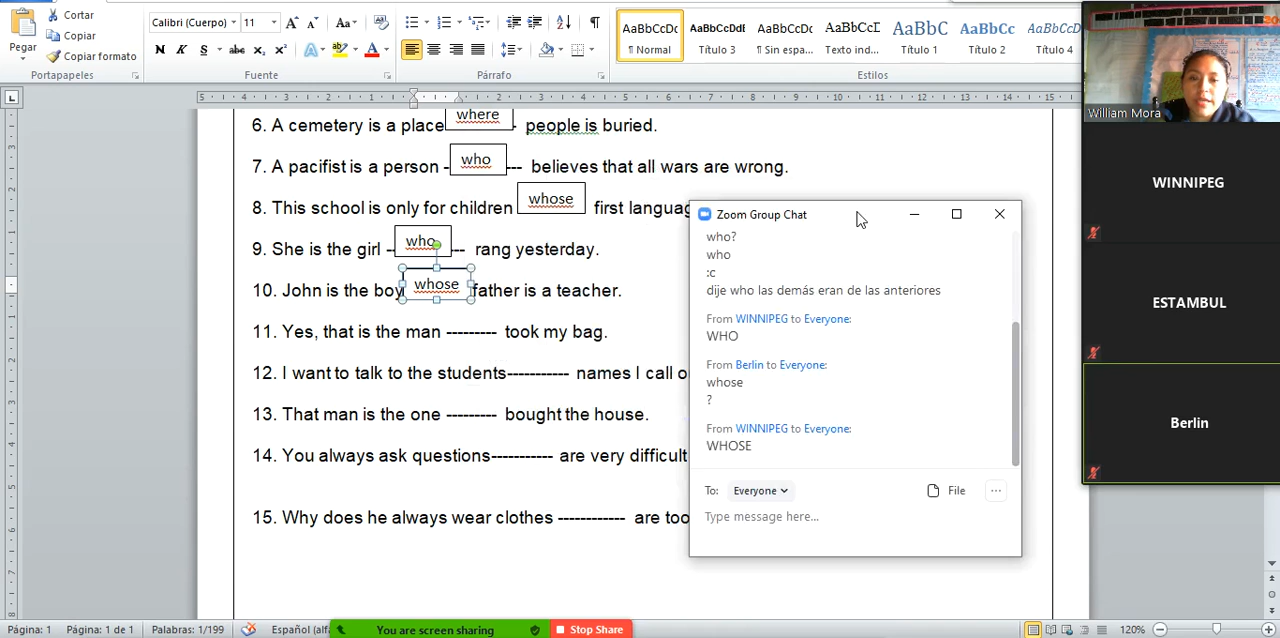 Cortar
Copiar
Pegar
Copiar formato
Portapapeles
Calibri (Cuerpo)
11
Fuente
Párrafo
AaBbCcDc
¶ Normal
AaBbCcDdI
Título 3
AaBbCcDc
¶ Sin espa...
AaBbCcD
Texto ind...
AaBbC
Título 1
AaBbCc
Título 2
AaBbCcDa
Título 4
Estilos
6. A cemetery is a place where - people is buried.
7. A pacifist is a person - who --- believes that all wars are wrong.
8. This school is only for children whose first languag
9. She is the girl -- who --- rang yesterday.
10. John is the boy whose father is a teacher.
11. Yes, that is the man --------- took my bag.
12. I want to talk to the students----------- names I call o
13. That man is the one --------- bought the house.
14. You always ask questions----------- are very difficult
15. Why does he always wear clothes ------------ are too
Zoom Group Chat
who?
who
:c
dije who las demás eran de las anteriores
From WINNIPEG to Everyone:
WHO
From Berlin to Everyone:
whose
?
From WINNIPEG to Everyone:
WHOSE
To: Everyone
File
Type message here...
William Mora
WINNIPEG
ESTAMBUL
Berlin
Página: 1
Página: 1 de 1
Palabras: 1/199
Español (alf
You are screen sharing
Stop Share
120%